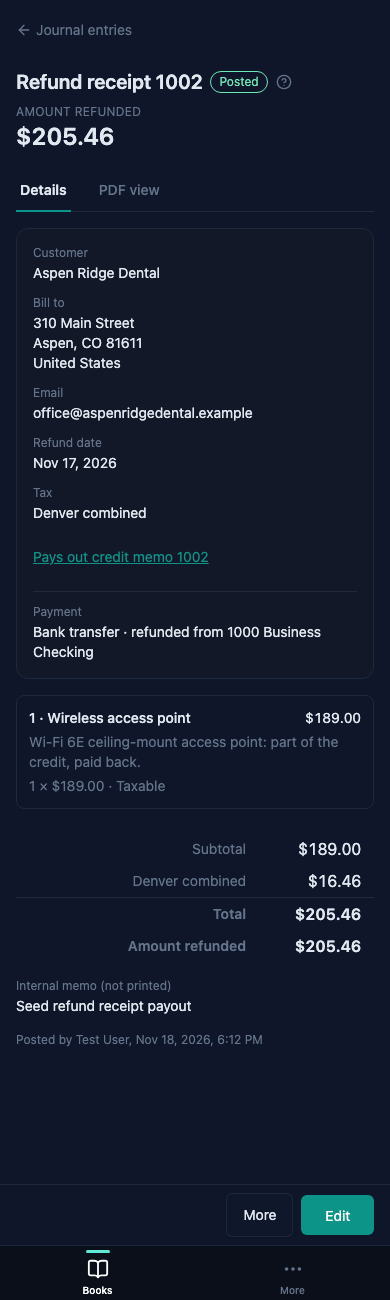 Journal entries
Refund receipt 1002 Posted
AMOUNT REFUNDED
$205.46
Details PDF view
Customer
Aspen Ridge Dental
Bill to
310 Main Street
Aspen, CO 81611
United States
Email
office@aspenridgedental.example
Refund date
Nov 17, 2026
Tax
Denver combined
Pays out credit memo 1002
Payment
Bank transfer · refunded from 1000 Business
Checking
1 · Wireless access point $189.00
Wi-Fi 6E ceiling-mount access point: part of the
credit, paid back.
1 × $189.00 · Taxable
Subtotal $189.00
Denver combined $16.46
Total $205.46
Amount refunded $205.46
Internal memo (not printed)
Seed refund receipt payout
Posted by Test User, Nov 18, 2026, 6:12 PM
More Edit
Books More